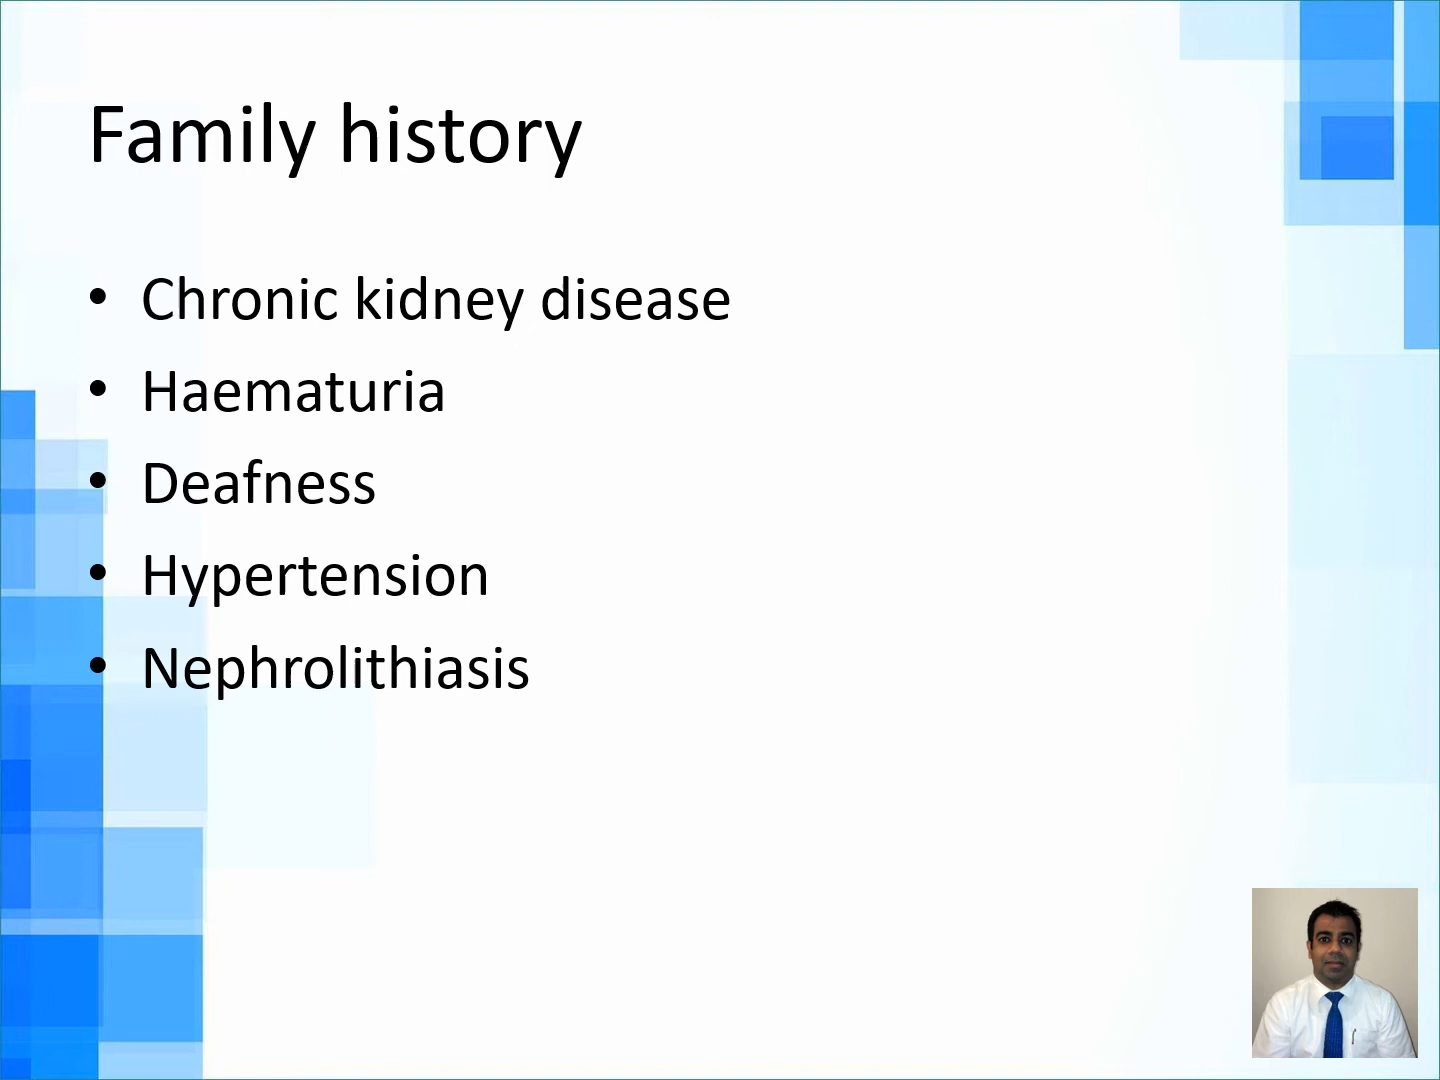 Family history
• Chronic kidney disease
• Haematuria
• Deafness
• Hypertension
• Nephrolithiasis